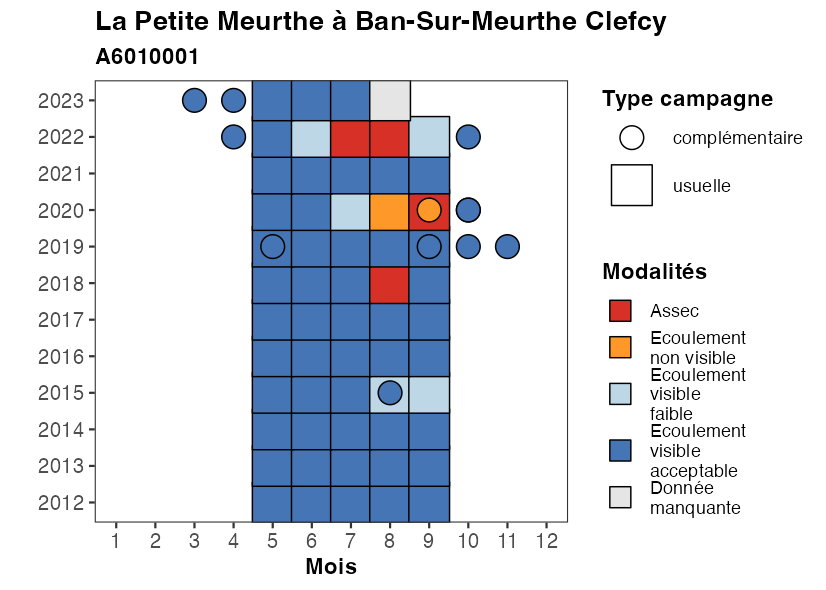 La Petite Meurthe à Ban-Sur-Meurthe Clefcy
A6010001
2023
2022
2021
2020
2019
2018
2017
2016
2015
2014
2013
2012
1 2 3 4 5 6 7 8 9 10 11 12
Mois
Type campagne
complémentaire
usuelle
Modalités
Assec
Ecoulement
non visible
Ecoulement
visible
faible
Ecoulement
visible
acceptable
Donnée
manquante